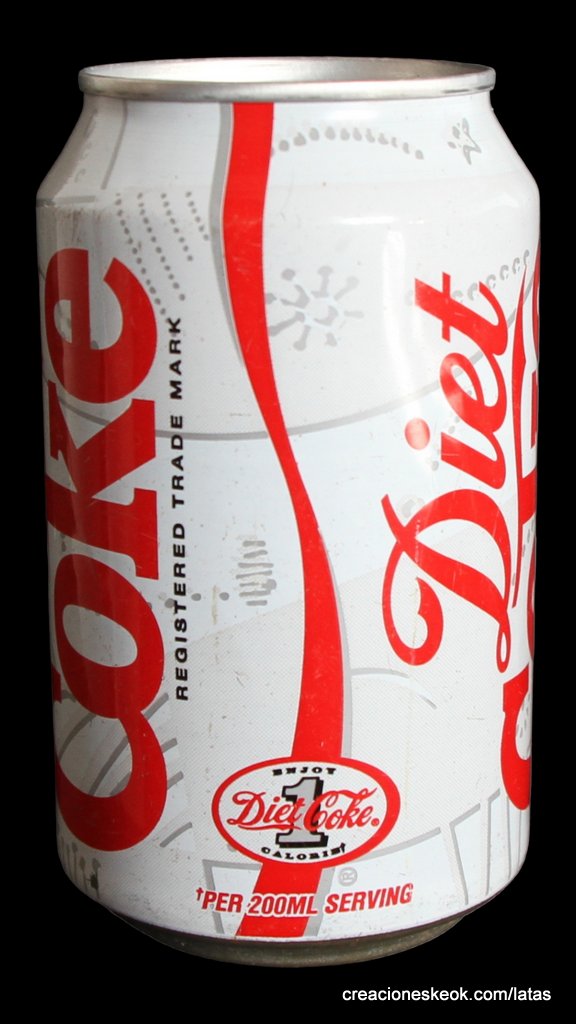 Coke
REGISTERED TRADE MARK
Diet
ENJOY
1
Diet Coke®
CALORIE†
®
†PER 200ML SERVING
creacioneskeok.com/latas